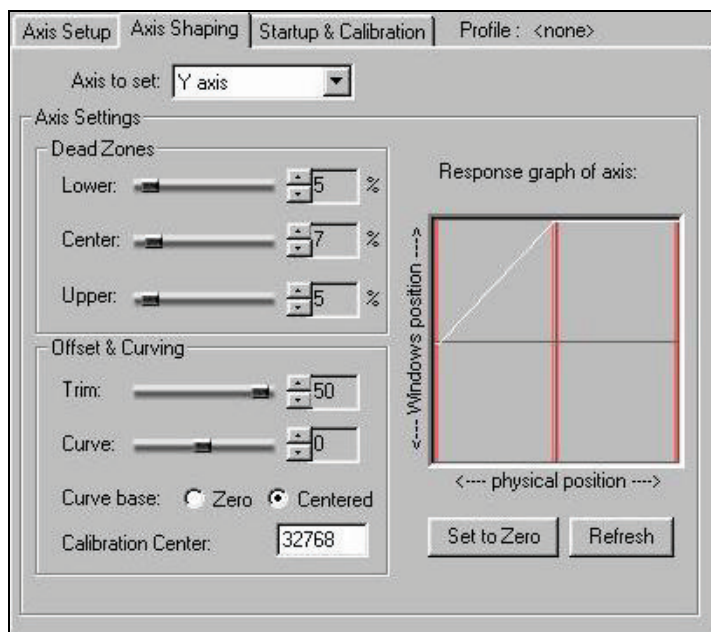 Axis Setup
Axis Shaping
Startup & Calibration
Profile : <none>
Axis to set: Y axis
Axis Settings
Dead Zones
Lower: 5 %
Center: 7 %
Upper: 5 %
Offset & Curving
Trim: 50
Curve: 0
Curve base: Zero Centered
Calibration Center: 32768
Response graph of axis:
<--- Windows position --->
<---- physical position ---->
Set to Zero
Refresh